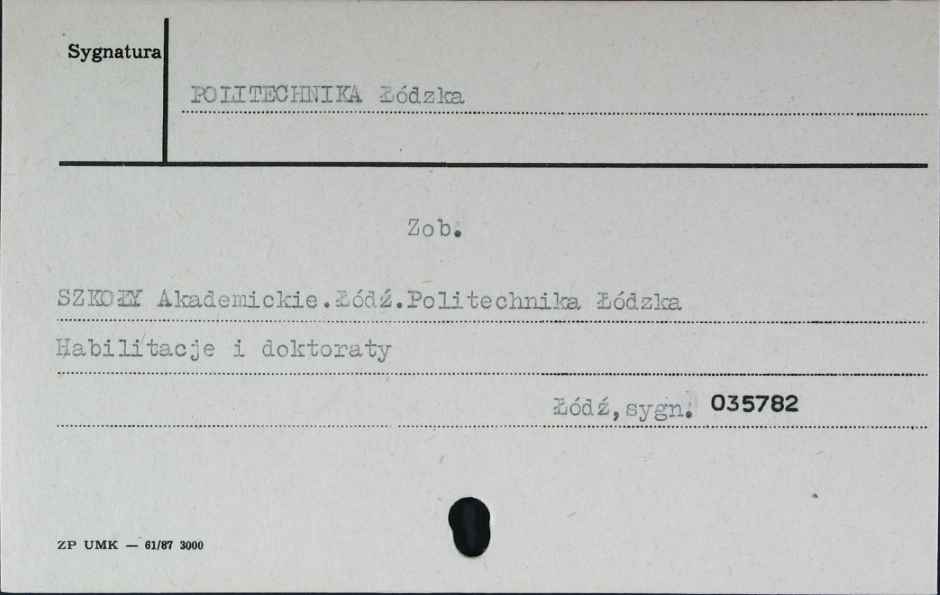 Sygnatura
POLITECHNIKA Łódzka
Zob.
SZKOŁY Akademickie.Łódź.Politechnika Łódzka
Habilitacje i doktoraty
Łódź,sygn. 035782
ZP UMK — 61/87 3000